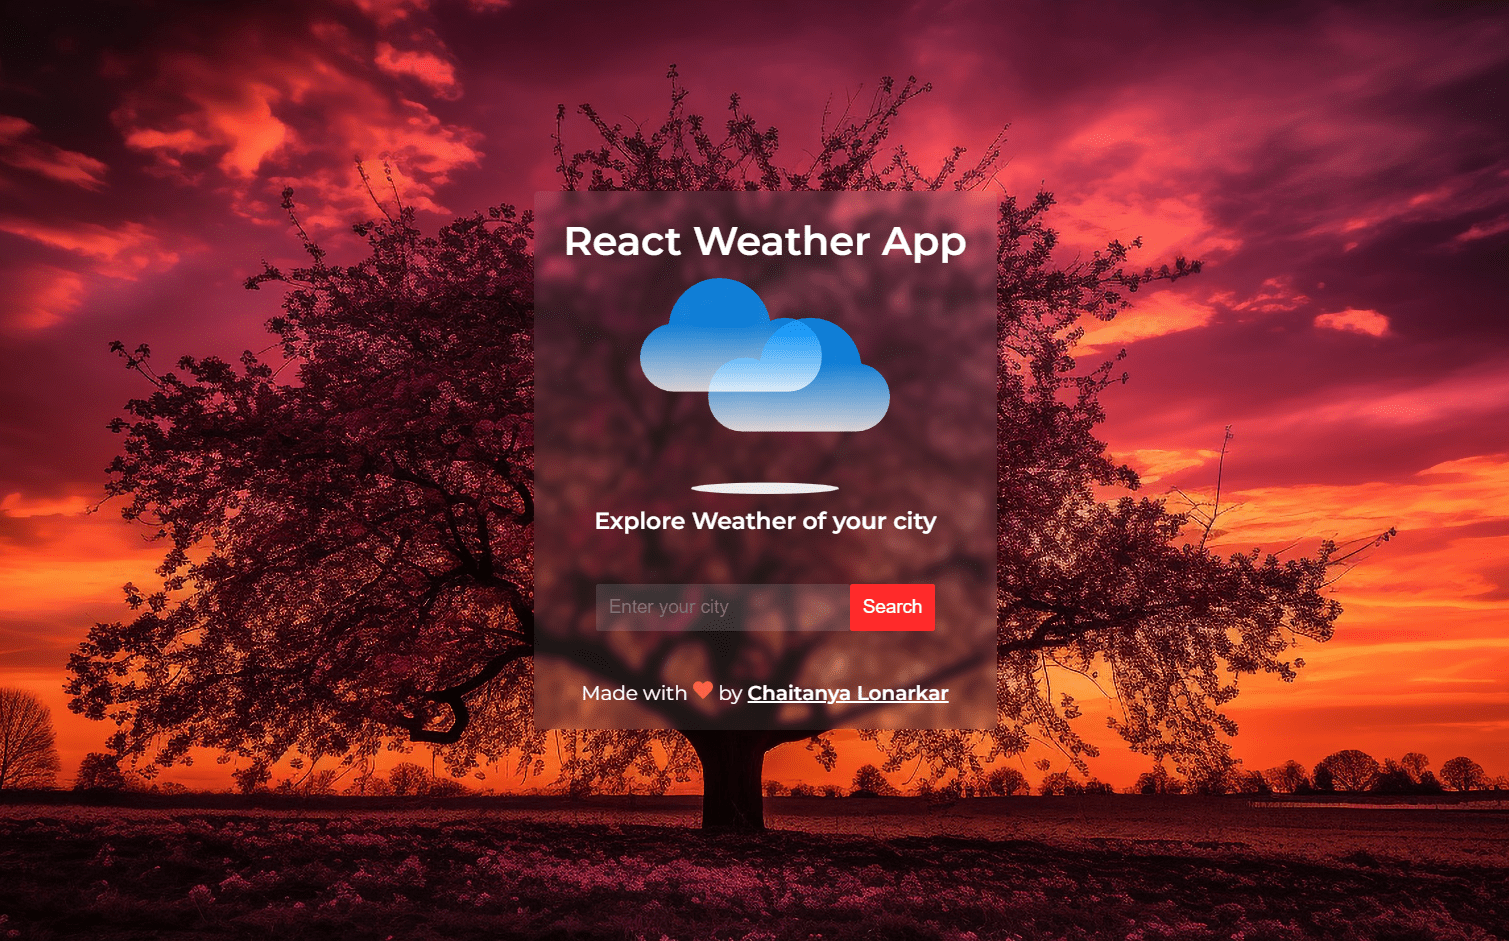 React Weather App
Explore Weather of your city
Enter your city Search
Made with ❤ by Chaitanya Lonarkar